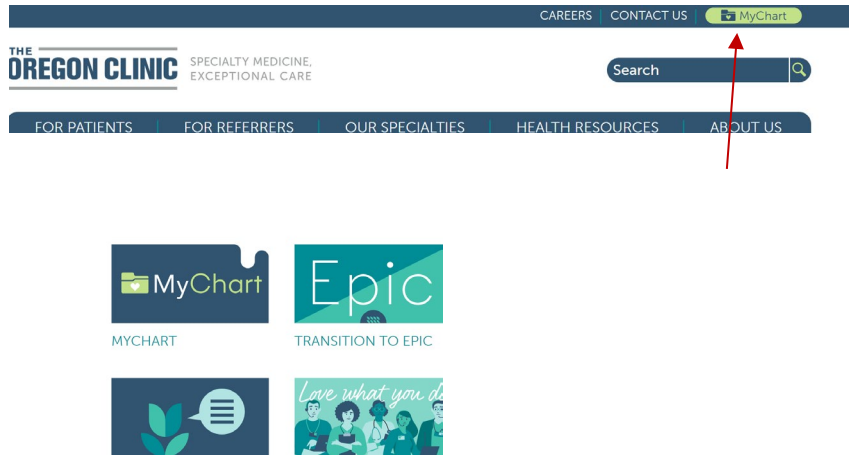 CAREERS CONTACT US MyChart
THE
OREGON CLINIC
SPECIALTY MEDICINE,
EXCEPTIONAL CARE
Search
FOR PATIENTS FOR REFERRERS OUR SPECIALTIES HEALTH RESOURCES ABOUT US
MyChart
Epic
MYCHART
TRANSITION TO EPIC
Love what you